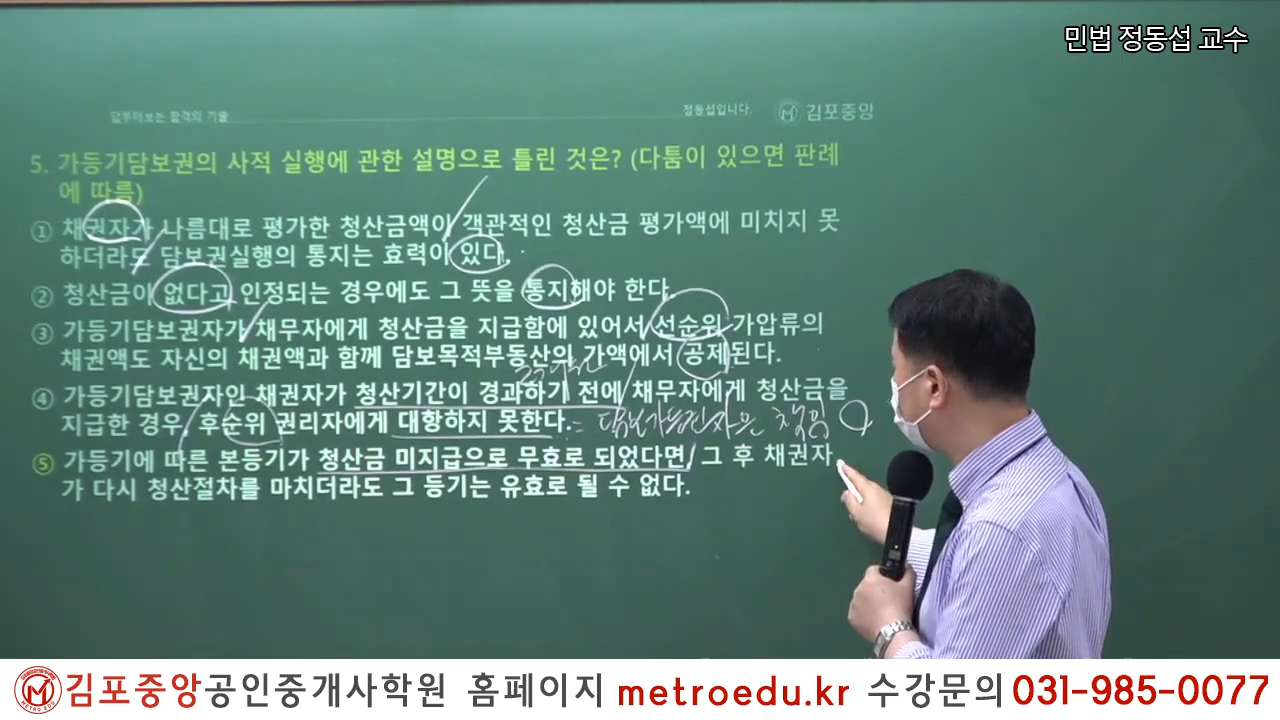 민법 정동섭 교수
정동섭입니다.
김포중앙
5. 가등기담보권의 사적 실행에 관한 설명으로 틀린 것은? (다툼이 있으면 판례
에 따름)
① 채권자가 나름대로 평가한 청산금액이 객관적인 청산금 평가액에 미치지 못
하더라도 담보권실행의 통지는 효력이 있다.
② 청산금이 없다고 인정되는 경우에도 그 뜻을 통지해야 한다.
③ 가등기담보권자가 채무자에게 청산금을 지급함에 있어서 선순위 가압류의
채권액도 자신의 채권액과 함께 담보목적부동산의 가액에서 공제된다.
④ 가등기담보권자인 채권자가 청산기간이 경과하기 전에 채무자에게 청산금을
지급한 경우, 후순위 권리자에게 대항하지 못한다.
⑤ 가등기에 따른 본등기가 청산금 미지급으로 무효로 되었다면, 그 후 채권자
가 다시 청산절차를 마치더라도 그 등기는 유효로 될 수 없다.
김포중앙공인중개사학원 홈페이지 metroedu.kr 수강문의 031-985-0077